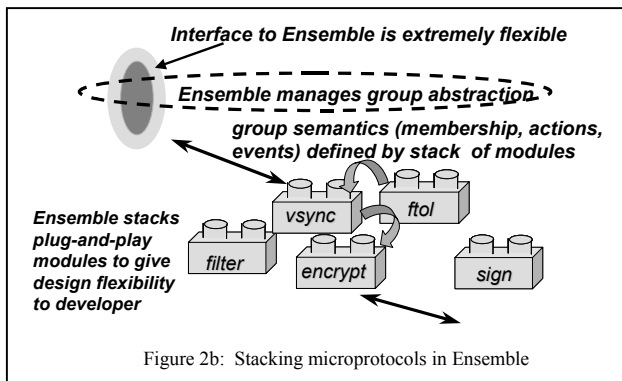 Interface to Ensemble is extremely flexible
Ensemble manages group abstraction
group semantics (membership, actions,
events) defined by stack of modules
vsync
ftol
Ensemble stacks
plug-and-play
modules to give
design flexibility
to developer
filter
encrypt
sign
Figure 2b: Stacking microprotocols in Ensemble